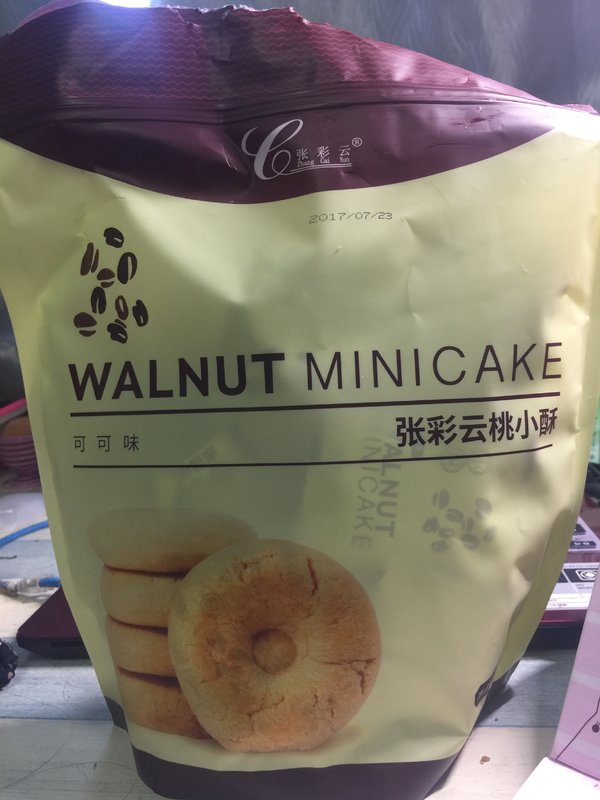 C 张彩云®
Zhang Cai Yun
2017/07/23
WALNUT MINICAKE
可可味
张彩云桃小酥
WALNUT
MINICAKE